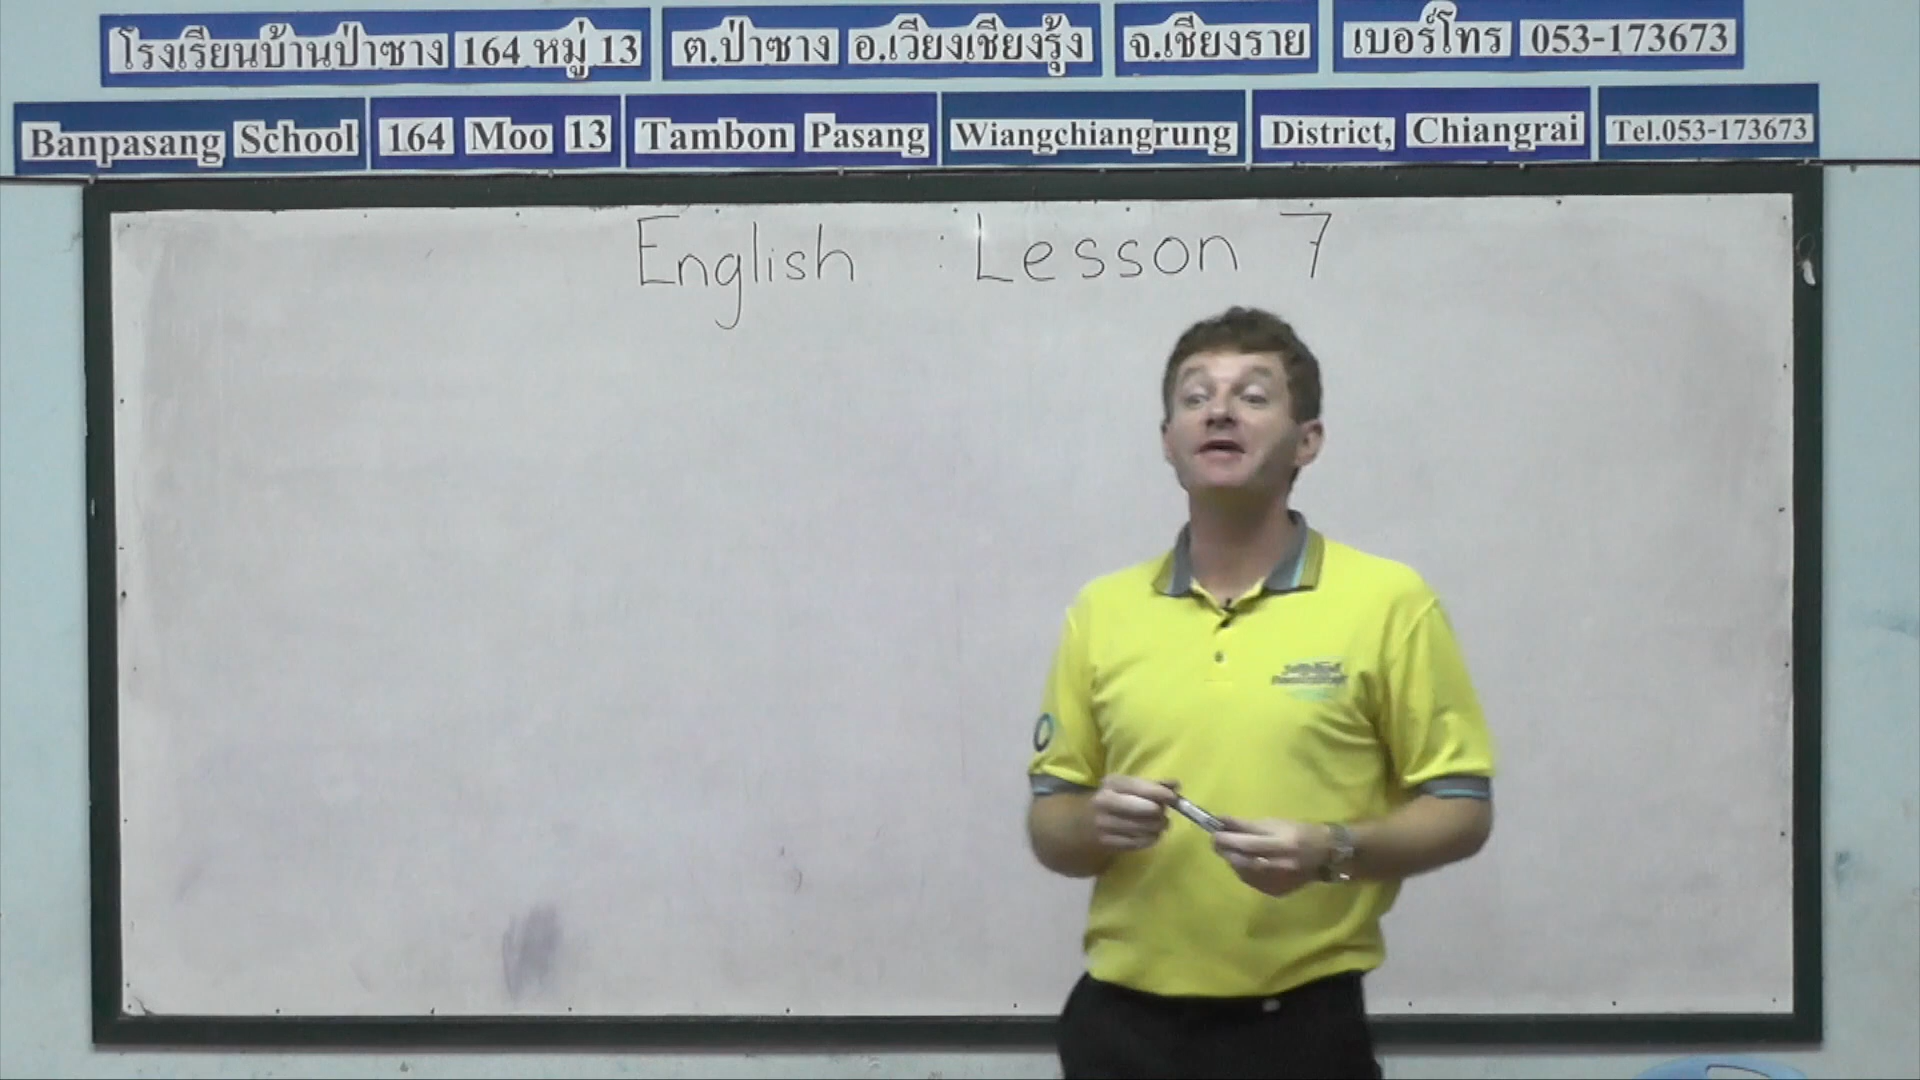 โรงเรียนบ้านป่าซาง 164 หมู่ 13 ต.ป่าซาง อ.เวียงเชียงรุ้ง จ.เชียงราย เบอร์โทร 053-173673
Banpasang School 164 Moo 13 Tambon Pasang Wiangchiangrung District, Chiangrai Tel.053-173673
English : Lesson 7